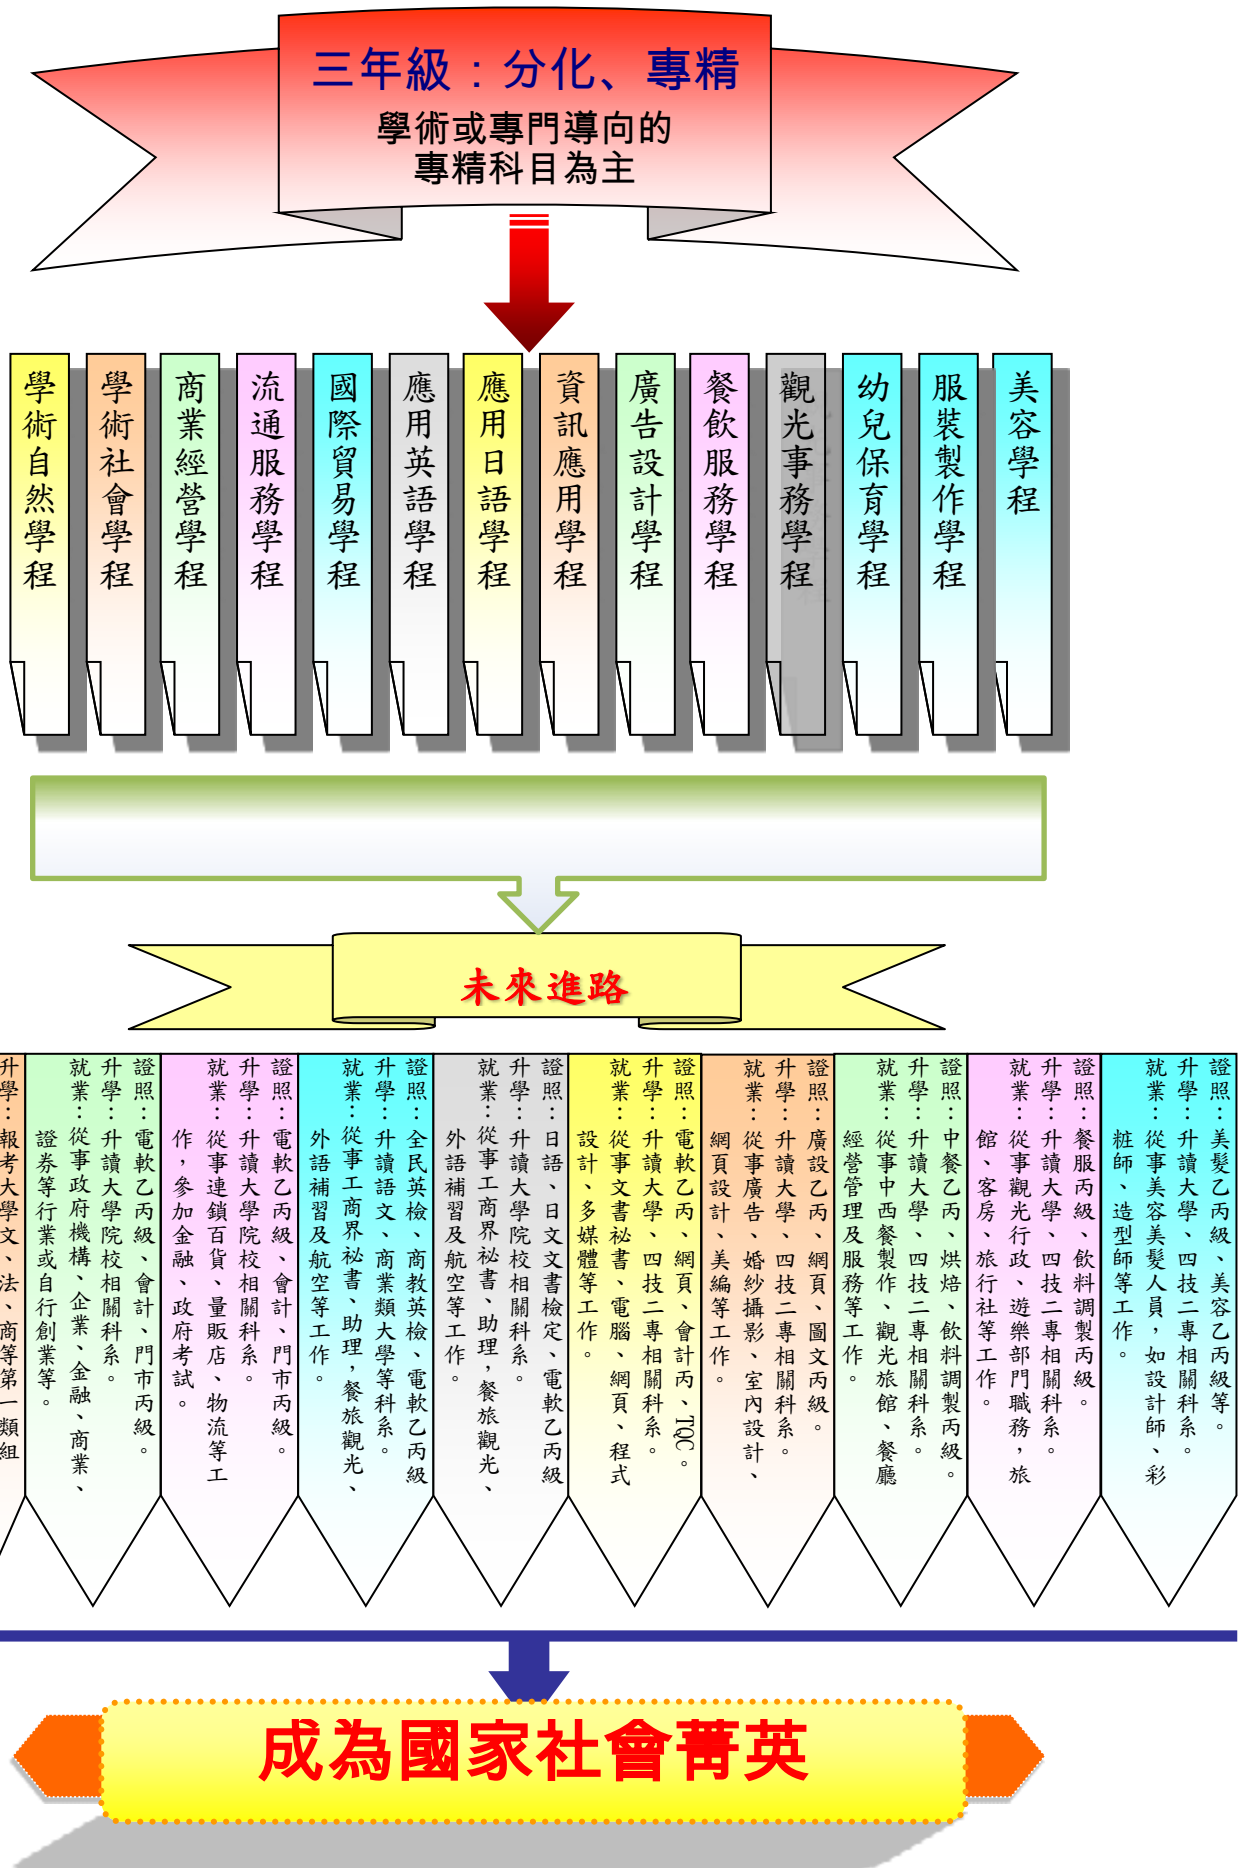 三年級：分化、專精
學術或專門導向的
專精科目為主
學術自然學程
學術社會學程
商業經營學程
流通服務學程
國際貿易學程
應用英語學程
應用日語學程
資訊應用學程
廣告設計學程
餐飲服務學程
觀光事務學程
幼兒保育學程
服裝製作學程
美容學程
未來進路
升學：報考大學文、法、商等第一類組
證照：電軟乙丙級、會計、門市丙級。
升學：升讀大學院校相關科系。
就業：從事政府機構、企業、金融、商業、
證券等行業或自行創業等。
證照：電軟乙丙級、會計、門市丙級。
升學：升讀大學院校相關科系。
就業：從事連鎖百貨、量販店、物流等工
作，參加金融、政府考試。
證照：全民英檢、商教英檢、電軟乙丙級
升學：升讀語文、商業類大學等科系。
就業：從事工商界祕書、助理，餐旅觀光、
外語補習及航空等工作。
證照：日語、日文文書檢定、電軟乙丙級
升學：升讀大學院校相關科系。
就業：從事工商界祕書、助理，餐旅觀光、
外語補習及航空等工作。
證照：電軟乙丙、網頁、會計丙、TQC。
升學：升讀大學、四技二專相關科系。
就業：從事文書祕書、電腦、網頁、程式
設計、多媒體等工作。
證照：廣設乙丙、網頁、圖文丙級。
升學：升讀大學、四技二專相關科系。
就業：從事廣告、婚紗攝影、室內設計、
網頁設計、美編等工作。
證照：中餐乙丙、烘焙、飲料調製丙級。
升學：升讀大學、四技二專相關科系。
就業：從事中西餐製作、觀光旅館、餐廳
經營管理及服務等工作。
證照：餐服丙級、飲料調製丙級。
升學：升讀大學、四技二專相關科系。
就業：從事觀光行政、遊樂部門職務，旅
館、客房、旅行社等工作。
證照：美髮乙丙級、美容乙丙級等。
升學：升讀大學、四技二專相關科系。
就業：從事美容美髮人員，如設計師、彩
粧師、造型師等工作。
成為國家社會菁英